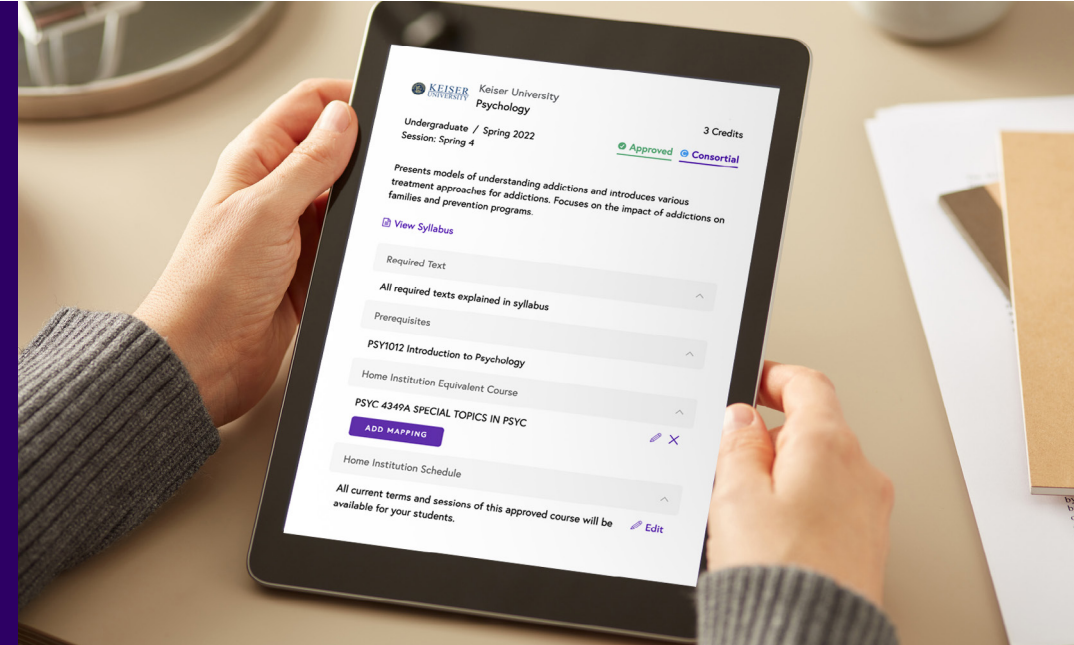 KEISER
UNIVERSITY
Keiser University
Psychology
3 Credits
Undergraduate / Spring 2022
Session: Spring 4
Approved
Consortial
Presents models of understanding addictions and introduces various
treatment approaches for addictions. Focuses on the impact of addictions on
families and prevention programs.
View Syllabus
Required Text
All required texts explained in syllabus
Prerequisites
PSY1012 Introduction to Psychology
Home Institution Equivalent Course
PSYC 4349A SPECIAL TOPICS IN PSYC
ADD MAPPING
Home Institution Schedule
All current terms and sessions of this approved course will be
available for your students.
Edit